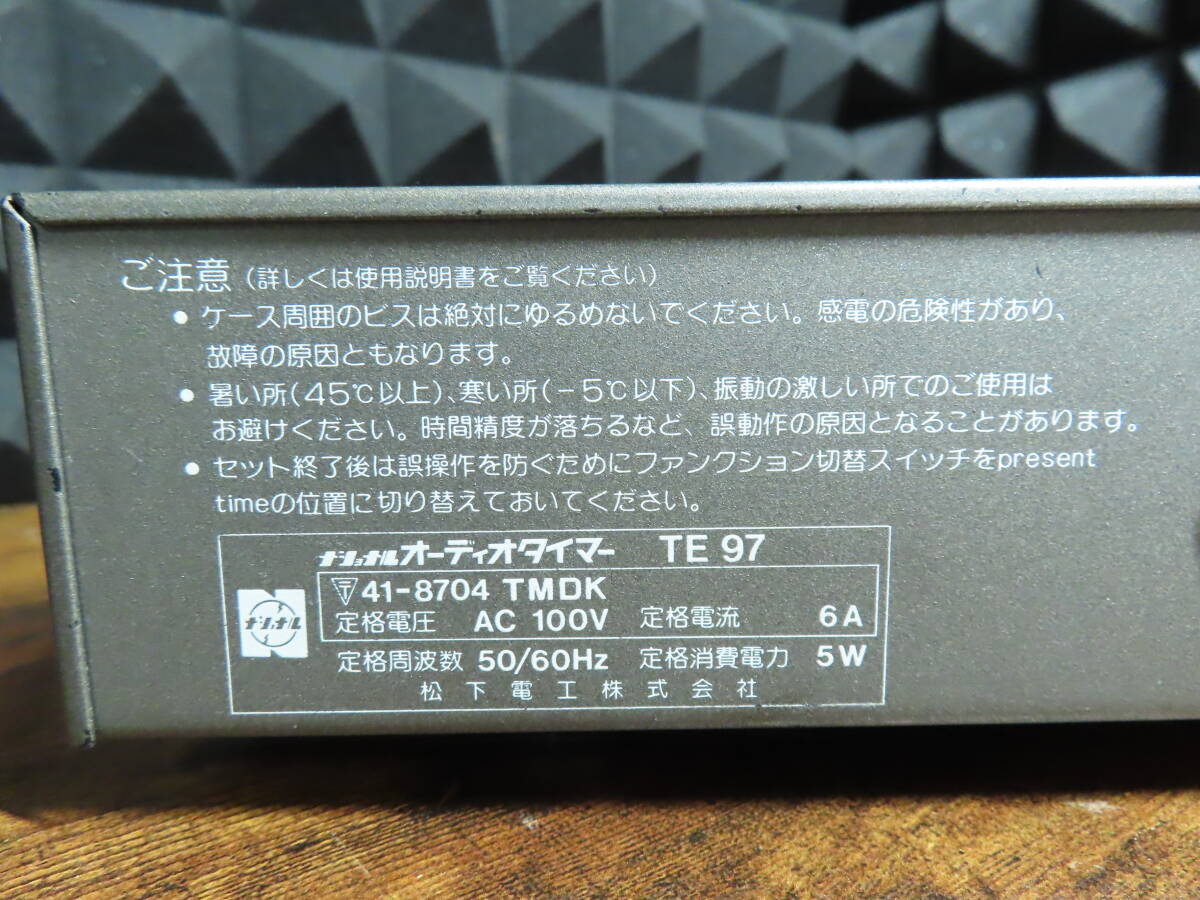 ご注意（詳しくは使用説明書をご覧ください）
● ケース周囲のビスは絶対にゆるめないでください。感電の危険性があり、
故障の原因ともなります。
● 暑い所(45℃以上)、寒い所(－5℃以下)、振動の激しい所でのご使用は
お避けください。時間精度が落ちるなど、誤動作の原因となることがあります。
● セット終了後は誤操作を防ぐためにファンクション切替スイッチをpresent
timeの位置に切り替えておいてください。
ナショナルオーディオタイマー TE 97
ナショナル
〒 41-8704 TMDK
定格電圧 AC 100V 定格電流 6A
定格周波数 50/60Hz 定格消費電力 5W
松下電工株式会社